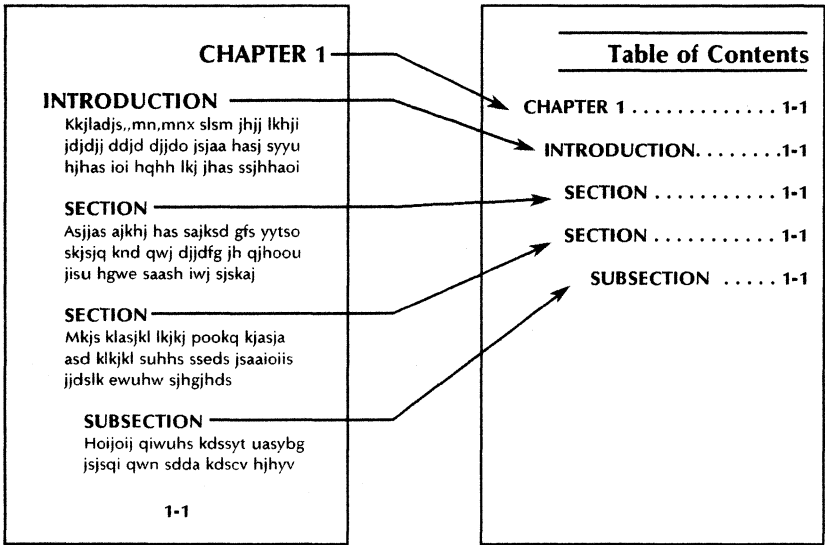 CHAPTER 1
INTRODUCTION
Kkjladjs,,mn,mnx slsm jhjj lkhji
jdjdjj ddjd djjdo jsjaa hasj syyu
hjhas ioi hqhh lkj jhas ssjhhaoi
SECTION
Asjjas ajkhj has sajksd gfs yytso
skjsjq knd qwj djjdfg jh qjhoou
jisu hgwe saash iwj sjskaj
SECTION
Mkjs klasjkl lkjkj pookq kjasja
asd klkjkl suhhs sseds jsaaioiis
jjdslk ewuhw sjhgjhds
SUBSECTION
Hoijoij qiwuhs kdssyt uasybg
jsjsqi qwn sdda kdscv hjhyv
1-1
Table of Contents
CHAPTER 1 . . . . . . . . . . . . . 1-1
INTRODUCTION. . . . . . . .1-1
SECTION . . . . . . . . . . . 1-1
SECTION . . . . . . . . . . . 1-1
SUBSECTION . . . . . 1-1